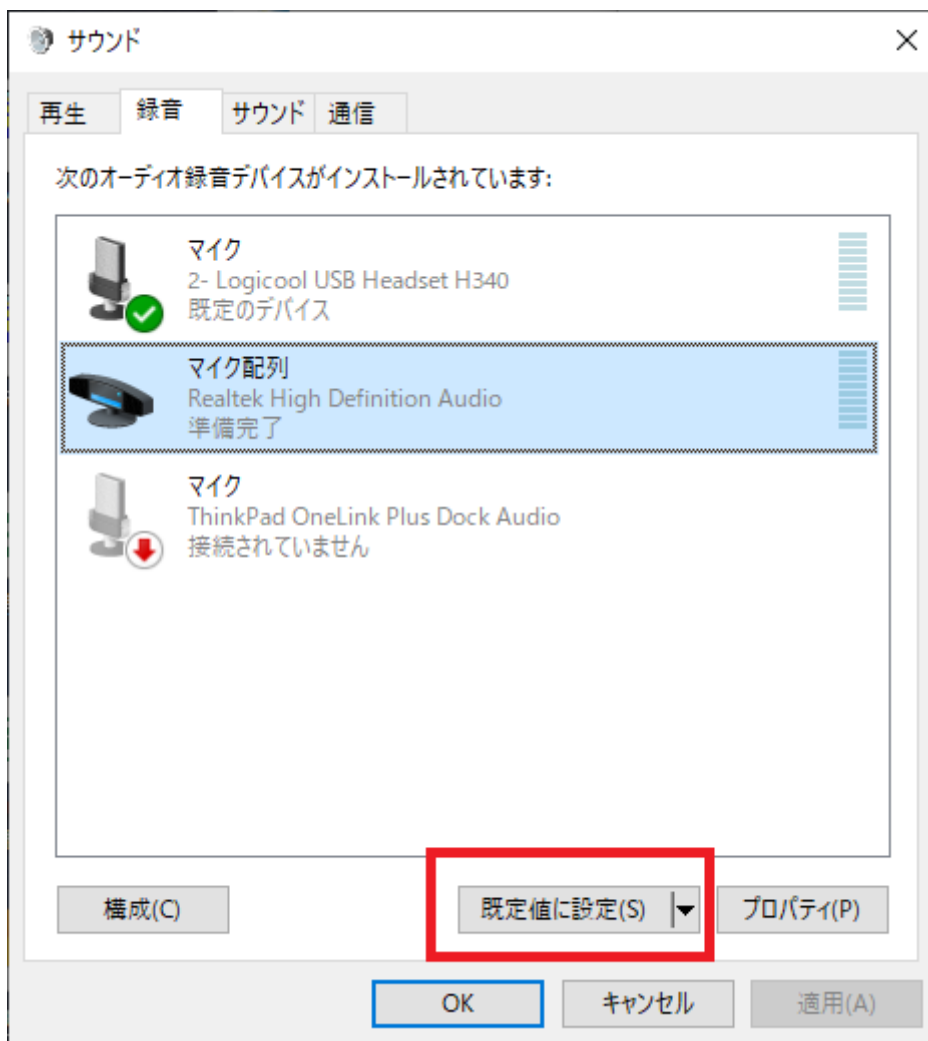 サウンド
再生 録音 サウンド 通信
次のオーディオ録音デバイスがインストールされています:
マイク
2- Logicool USB Headset H340
既定のデバイス
マイク配列
Realtek High Definition Audio
準備完了
マイク
ThinkPad OneLink Plus Dock Audio
接続されていません
構成(C) 既定値に設定(S) プロパティ(P)
OK キャンセル 適用(A)